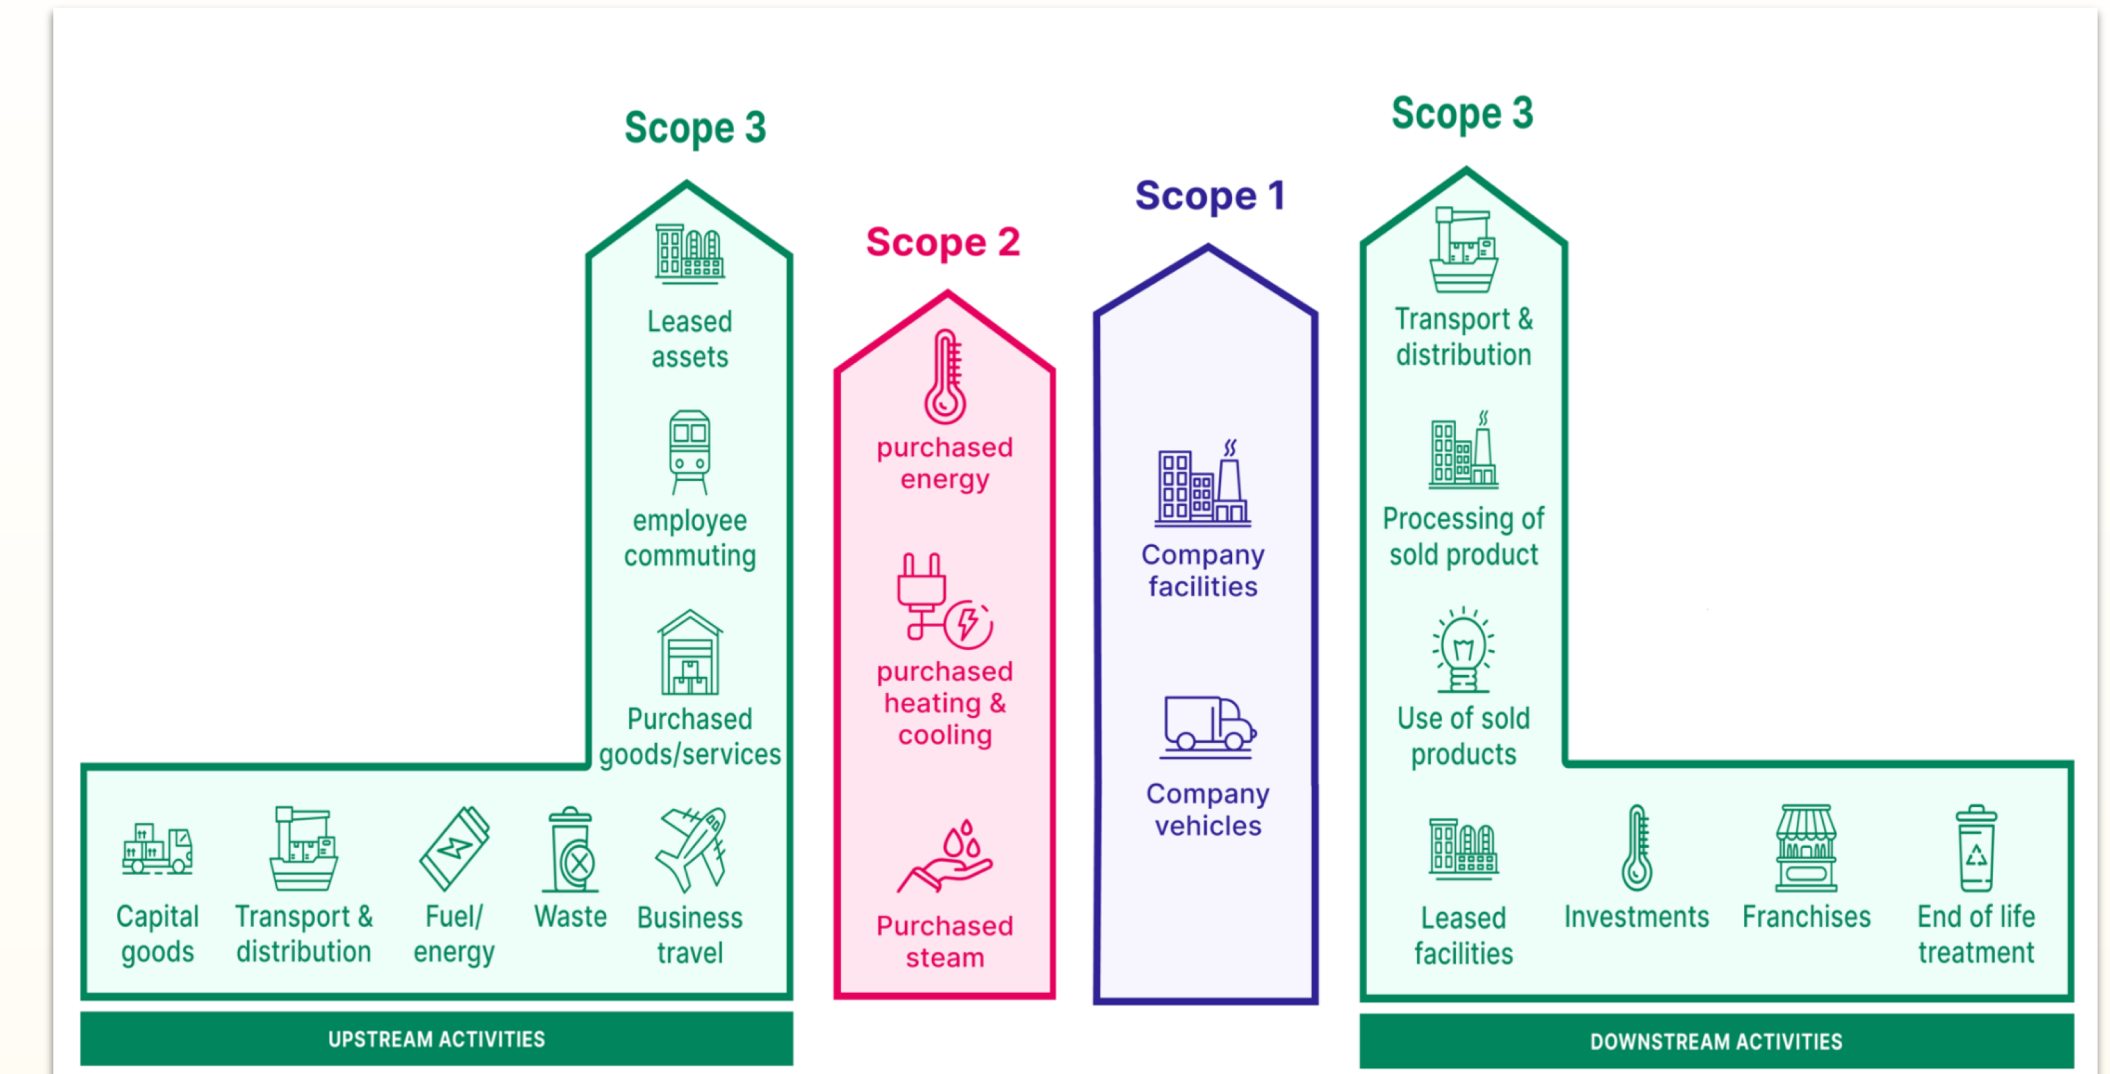 Scope 3
Leased
assets
employee
commuting
Purchased
goods/services
Capital
goods
Transport &
distribution
Fuel/
energy
Waste
Business
travel
UPSTREAM ACTIVITIES
Scope 2
purchased
energy
purchased
heating &
cooling
Purchased
steam
Scope 1
Company
facilities
Company
vehicles
Scope 3
Transport &
distribution
Processing of
sold product
Use of sold
products
Leased
facilities
Investments
Franchises
End of life
treatment
DOWNSTREAM ACTIVITIES